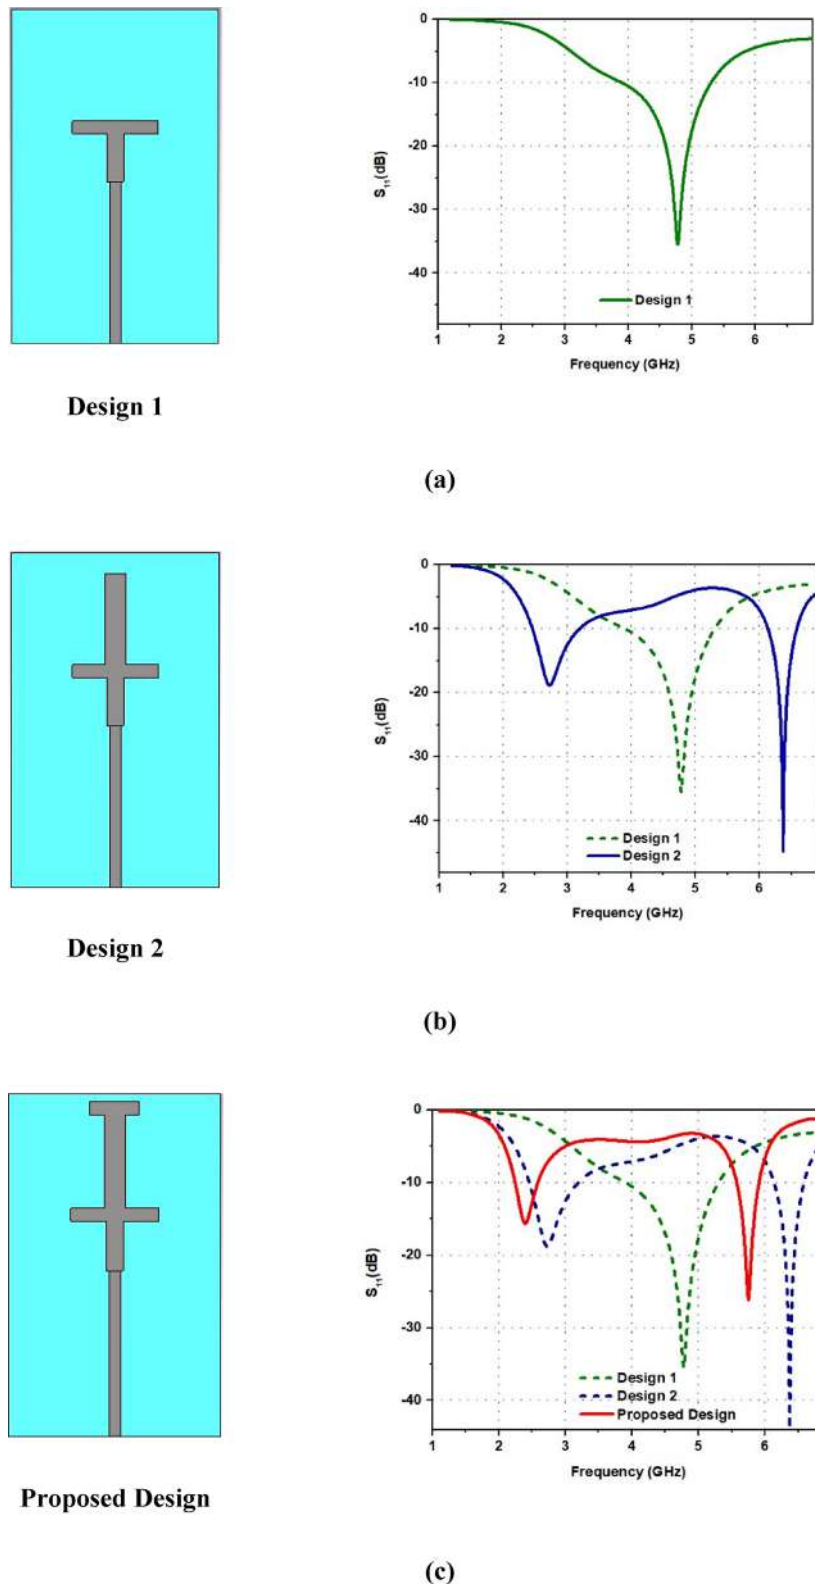 0
-10
-20
-30
-40
S11(dB)
Design 1
1 2 3 4 5 6
Frequency (GHz)
Design 1
(a)
0
-10
-20
-30
-40
S11(dB)
Design 1
Design 2
1 2 3 4 5 6
Frequency (GHz)
Design 2
(b)
0
-10
-20
-30
-40
S11(dB)
Design 1
Design 2
Proposed Design
1 2 3 4 5 6
Frequency (GHz)
Proposed Design
(c)